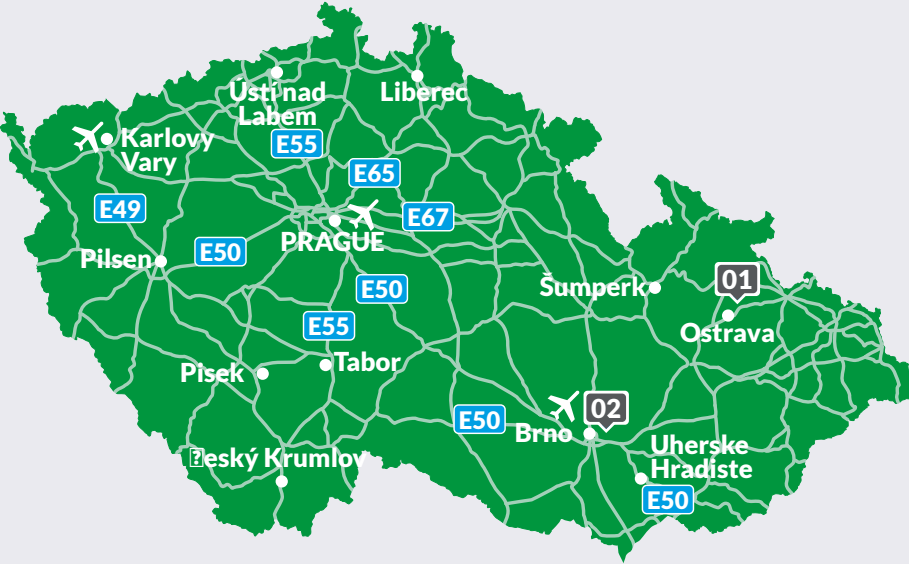 Ústí nad
Labem
Liberec
Karlovy
Vary
E55
E65
E49
E67
PRAGUE
E50
Pilsen
E50
Šumperk
01
Ostrava
E55
Tabor
Pisek
02
E50
Brno
Uherske
Hradiste
�eský Krumlov
E50